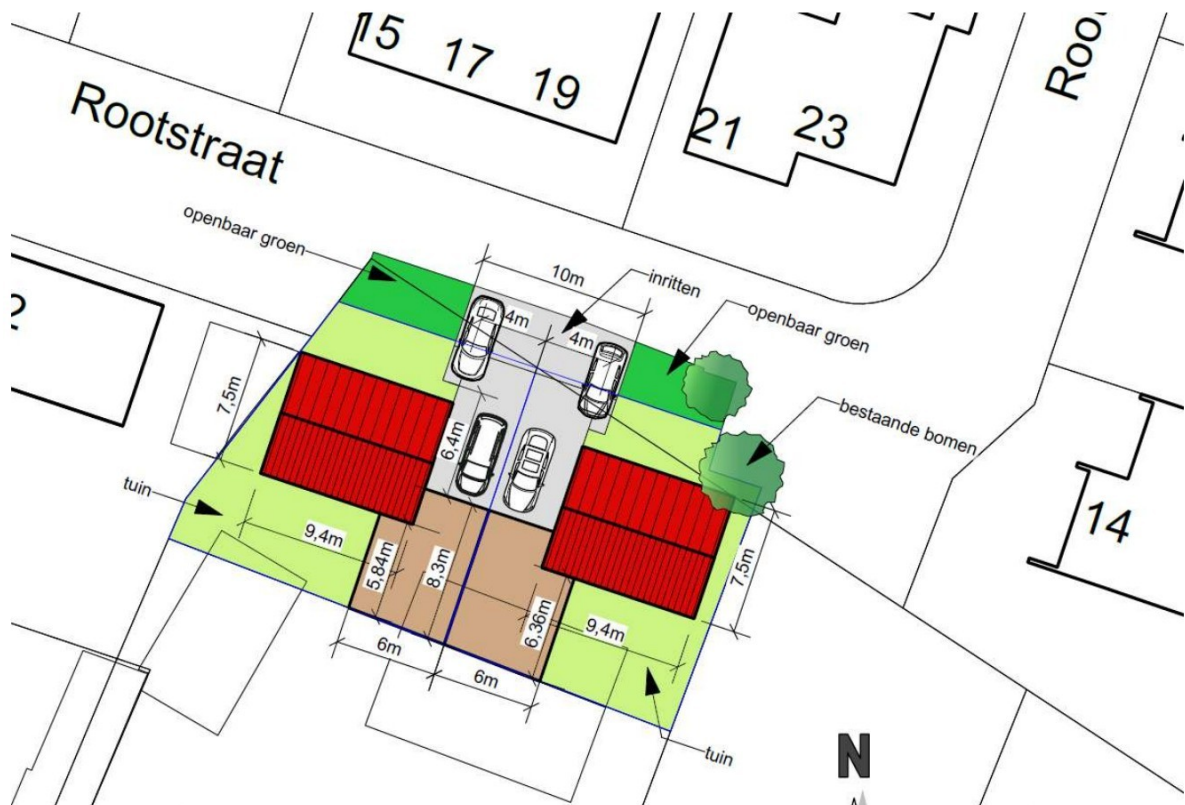 15
17
19
21
23
Roo
Rootstraat
openbaar groen
10m
inritten
openbaar groen
4m
4m
2
7,5m
bestaande bomen
6,4m
tuin
14
9,4m
5,84m
8,3m
7,5m
6,36m
9,4m
6m
6m
tuin
N